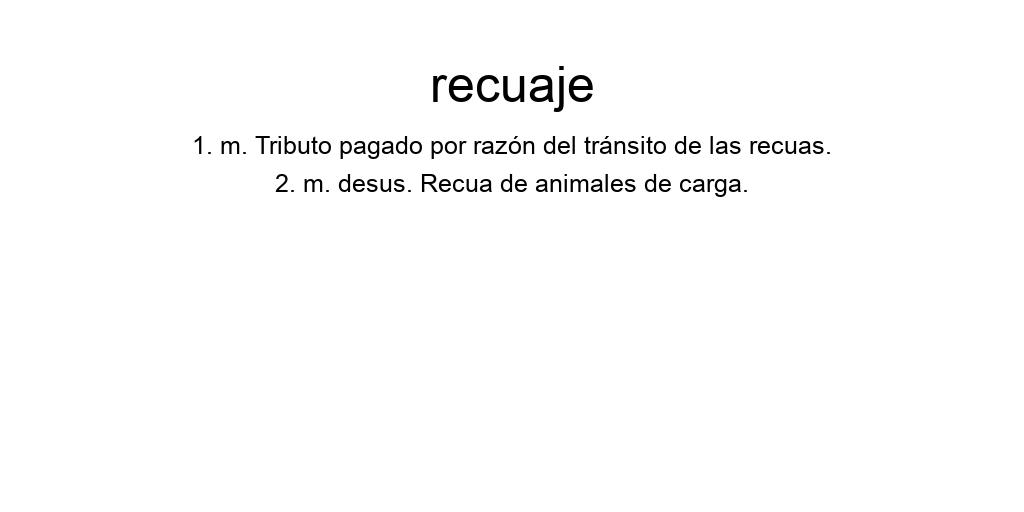 recuaje
1. m. Tributo pagado por razón del tránsito de las recuas.
2. m. desus. Recua de animales de carga.